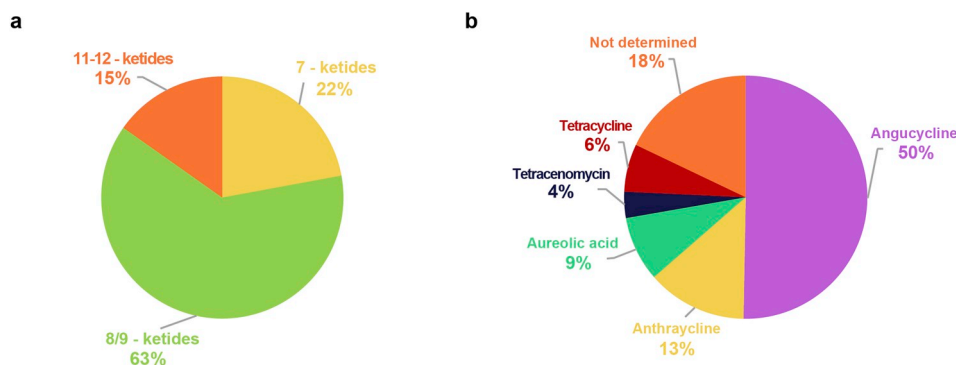 a
11-12 - ketides
15%
7 - ketides
22%
8/9 - ketides
63%
b
Not determined
18%
Tetracycline
6%
Tetracenomycin
4%
Aureolic acid
9%
Anthraycline
13%
Angucycline
50%